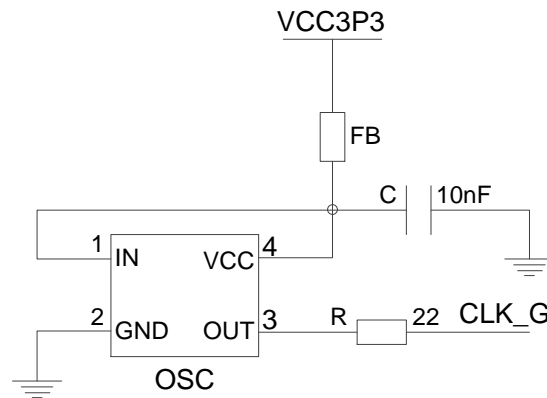 VCC3P3
FB
C 10nF
1 IN VCC 4
2 GND OUT 3 R 22 CLK_G
OSC